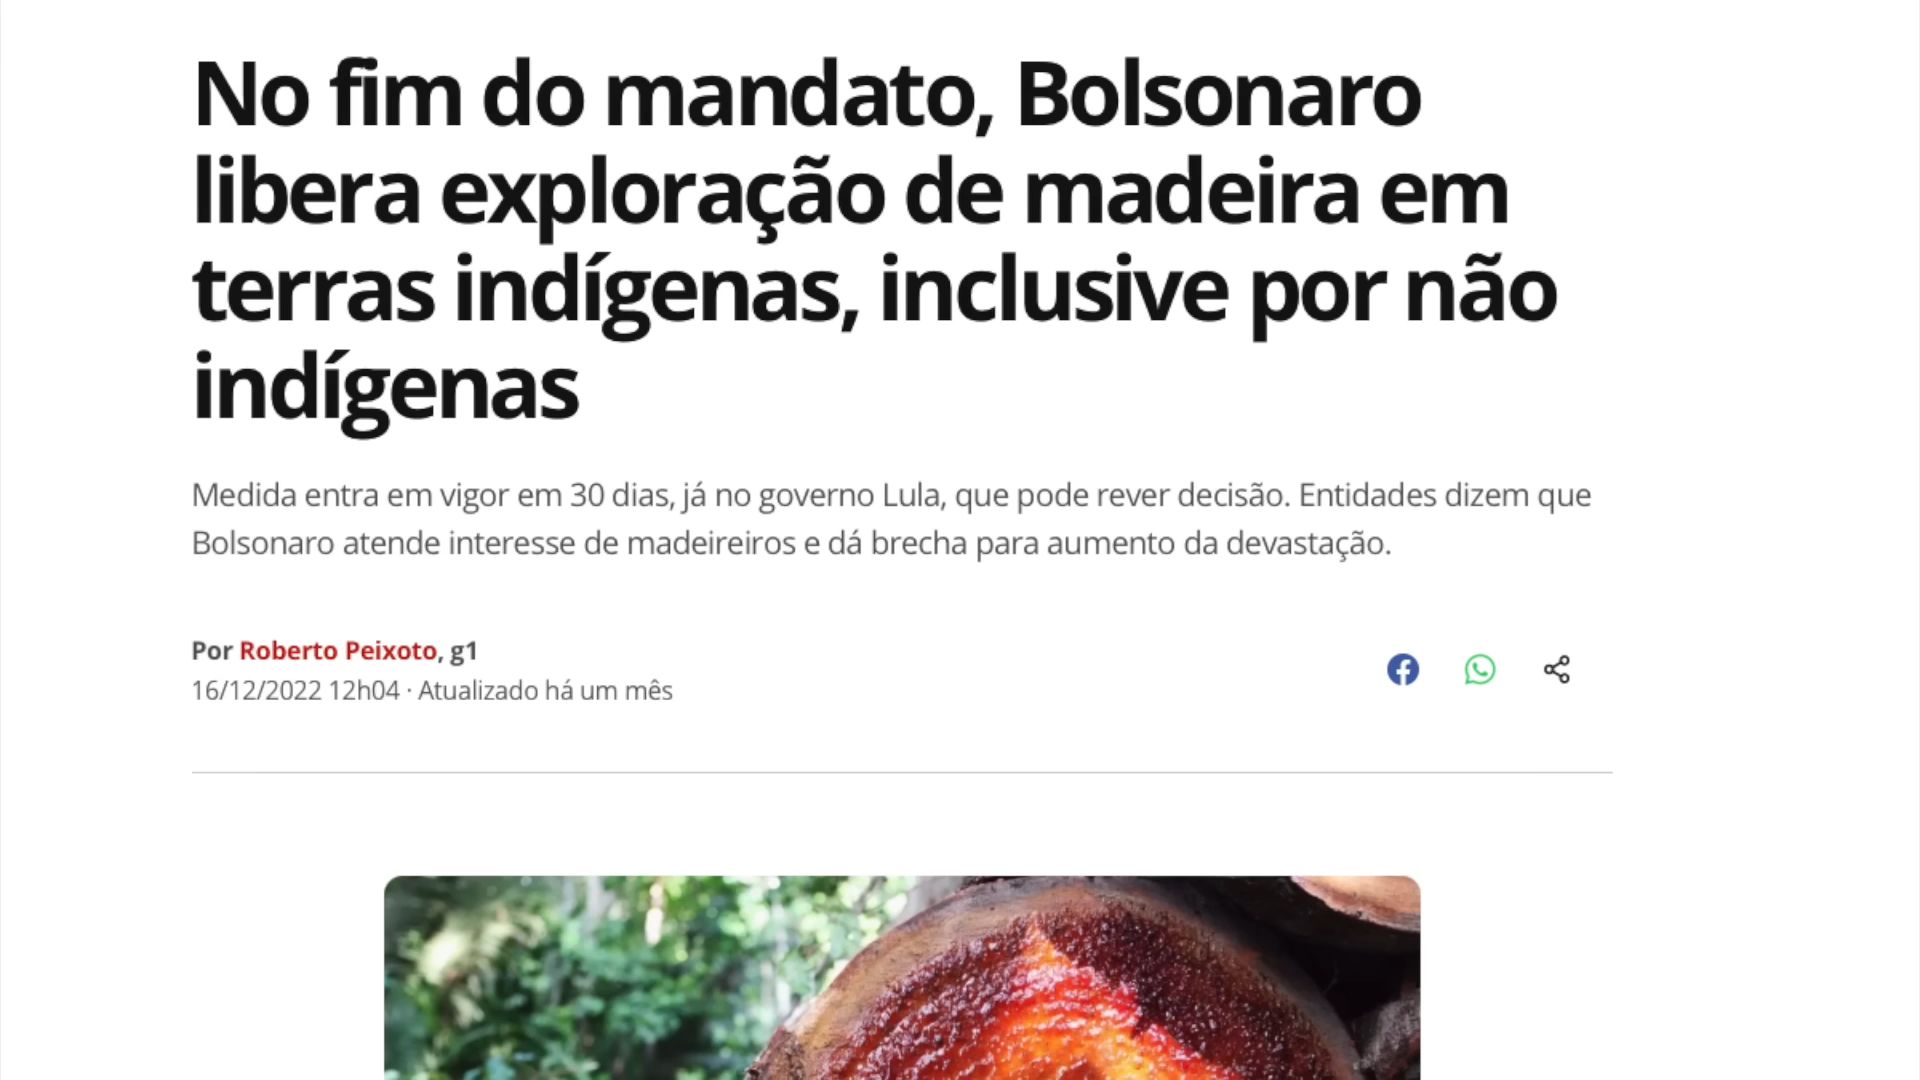 No fim do mandato, Bolsonaro
libera exploração de madeira em
terras indígenas, inclusive por não
indígenas
Medida entra em vigor em 30 dias, já no governo Lula, que pode rever decisão. Entidades dizem que
Bolsonaro atende interesse de madeireiros e dá brecha para aumento da devastação.
Por Roberto Peixoto, g1
16/12/2022 12h04 · Atualizado há um mês